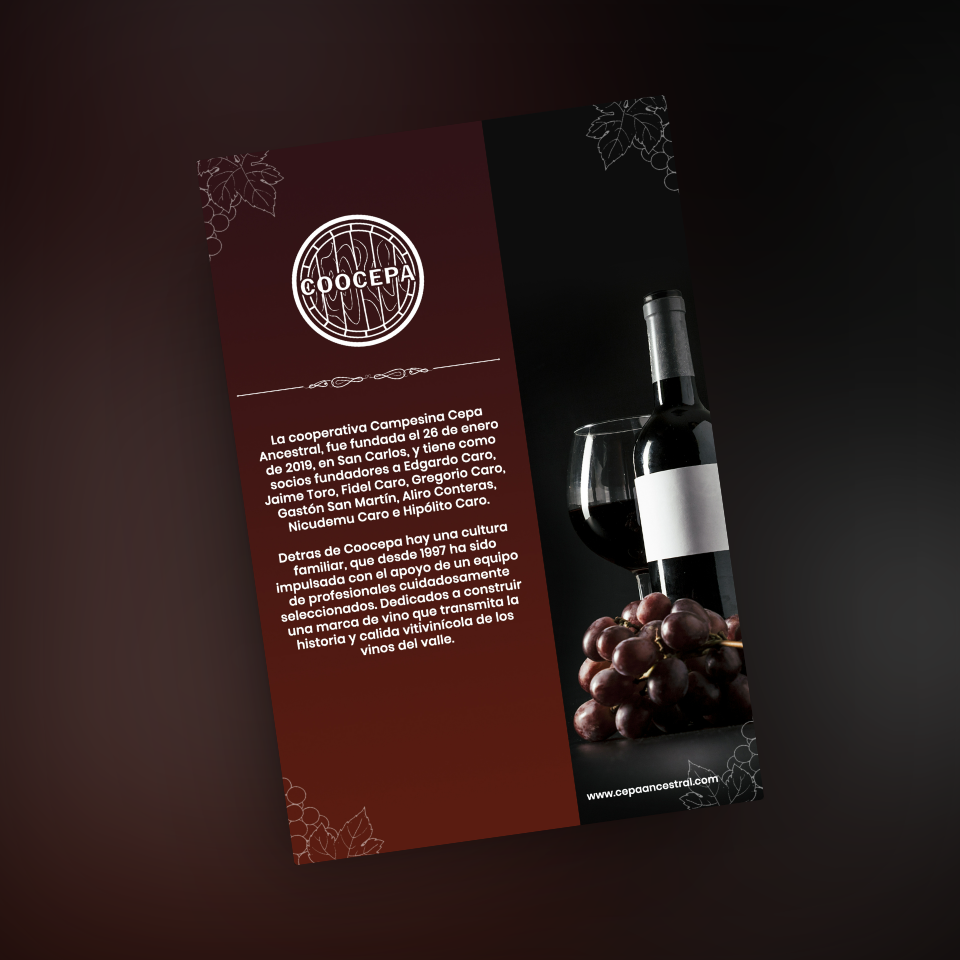 COOCEPA
La cooperativa Campesina Cepa
Ancestral, fue fundada el 26 de enero
de 2019, en San Carlos, y tiene como
socios fundadores a Edgardo Caro,
Jaime Toro, Fidel Caro, Gregorio Caro,
Gastón San Martín, Aliro Conteras,
Nicudemu Caro e Hipólito Caro.
Detras de Coocepa hay una cultura
familiar, que desde 1997 ha sido
impulsada con el apoyo de un equipo
de profesionales cuidadosamente
seleccionados. Dedicados a construir
una marca de vino que transmita la
historia y calida vitivinícola de los
vinos del valle.
www.cepaancestral.com